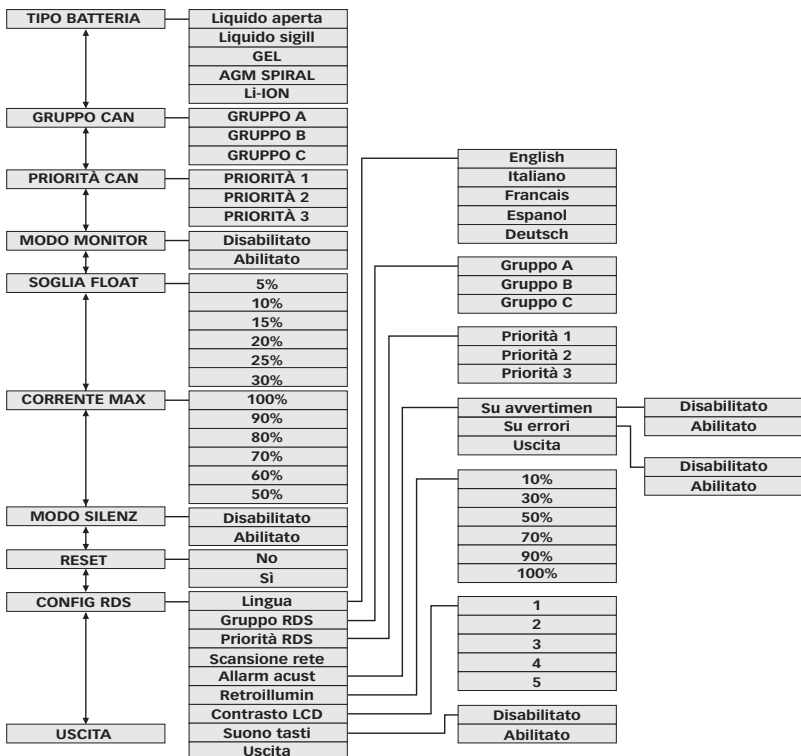 TIPO BATTERIA
Liquido aperta
Liquido sigill
GEL
AGM SPIRAL
Li-ION
GRUPPO CAN
GRUPPO A
GRUPPO B
GRUPPO C
PRIORITÀ CAN
PRIORITÀ 1
PRIORITÀ 2
PRIORITÀ 3
MODO MONITOR
Disabilitato
Abilitato
SOGLIA FLOAT
5%
10%
15%
20%
25%
30%
CORRENTE MAX
100%
90%
80%
70%
60%
50%
MODO SILENZ
Disabilitato
Abilitato
RESET
No
Sì
CONFIG RDS
Lingua
Gruppo RDS
Priorità RDS
Scansione rete
Allarm acust
Retroillumin
Contrasto LCD
Suono tasti
Uscita
USCITA
English
Italiano
Francais
Espanol
Deutsch
Gruppo A
Gruppo B
Gruppo C
Priorità 1
Priorità 2
Priorità 3
Su avvertimen
Su errori
Uscita
Disabilitato
Abilitato
Disabilitato
Abilitato
10%
30%
50%
70%
90%
100%
1
2
3
4
5
Disabilitato
Abilitato